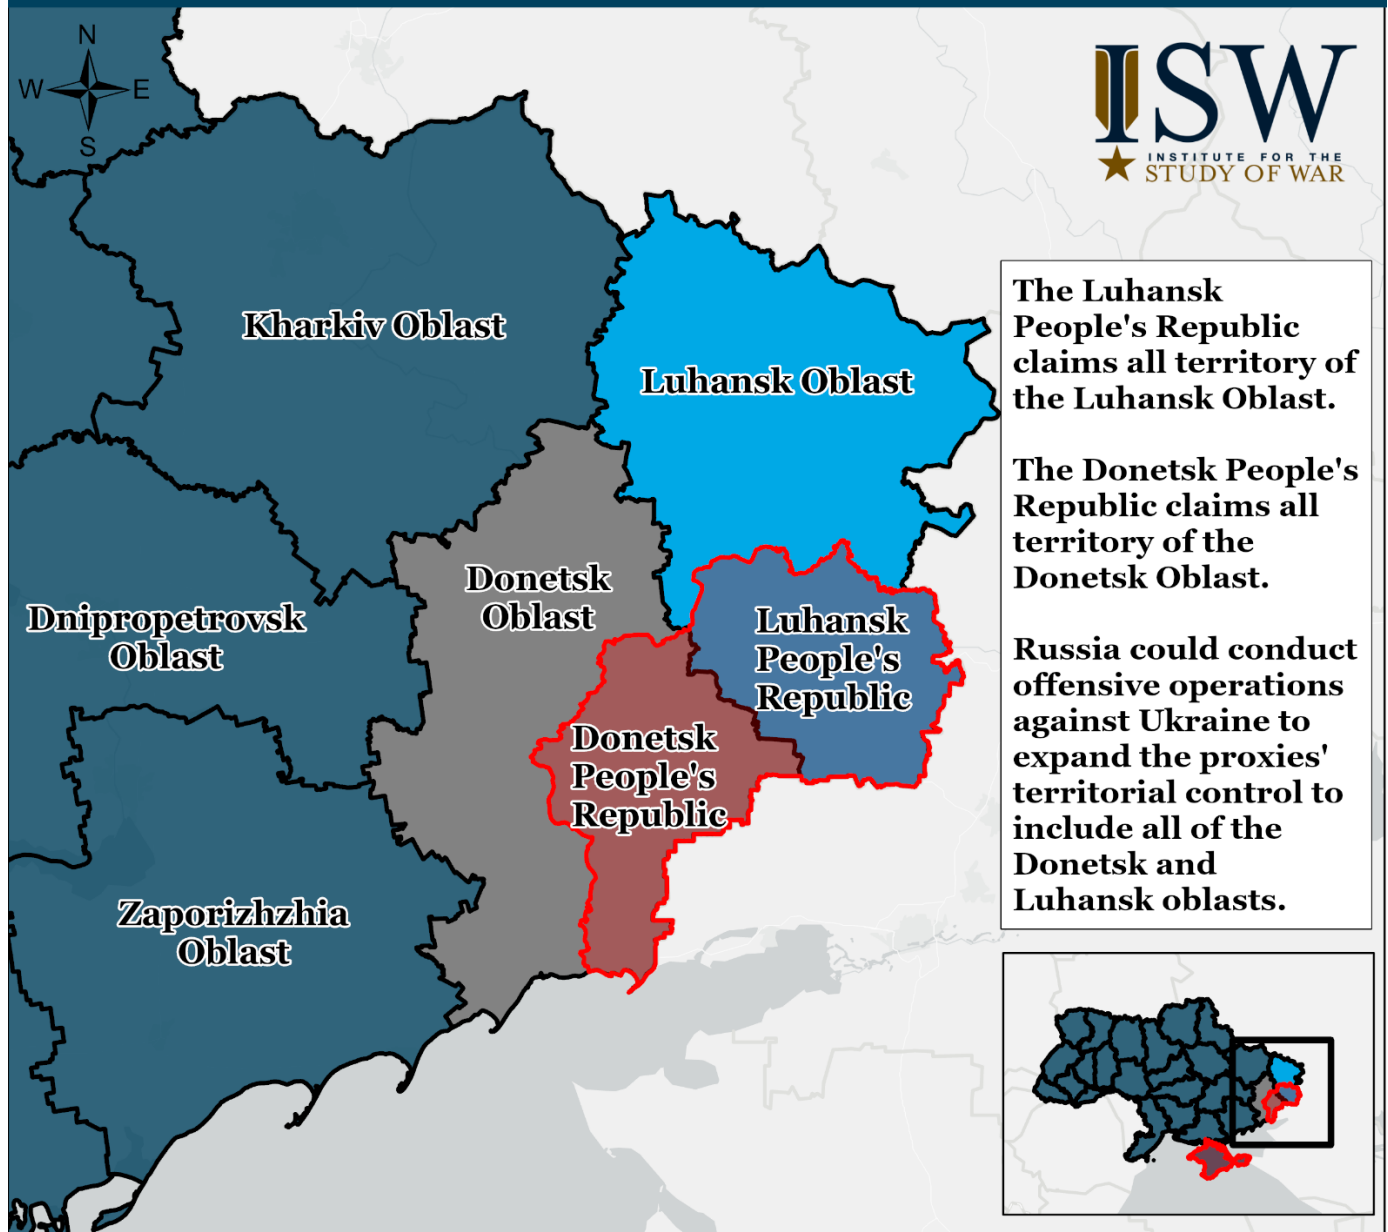 N
W
E
S
ISW
INSTITUTE FOR THE
STUDY OF WAR
Kharkiv Oblast
Luhansk Oblast
Donetsk
Oblast
Dnipropetrovsk
Oblast
Luhansk
People's
Republic
Donetsk
People's
Republic
Zaporizhzhia
Oblast
The Luhansk
People's Republic
claims all territory of
the Luhansk Oblast.
The Donetsk People's
Republic claims all
territory of the
Donetsk Oblast.
Russia could conduct
offensive operations
against Ukraine to
expand the proxies'
territorial control to
include all of the
Donetsk and
Luhansk oblasts.